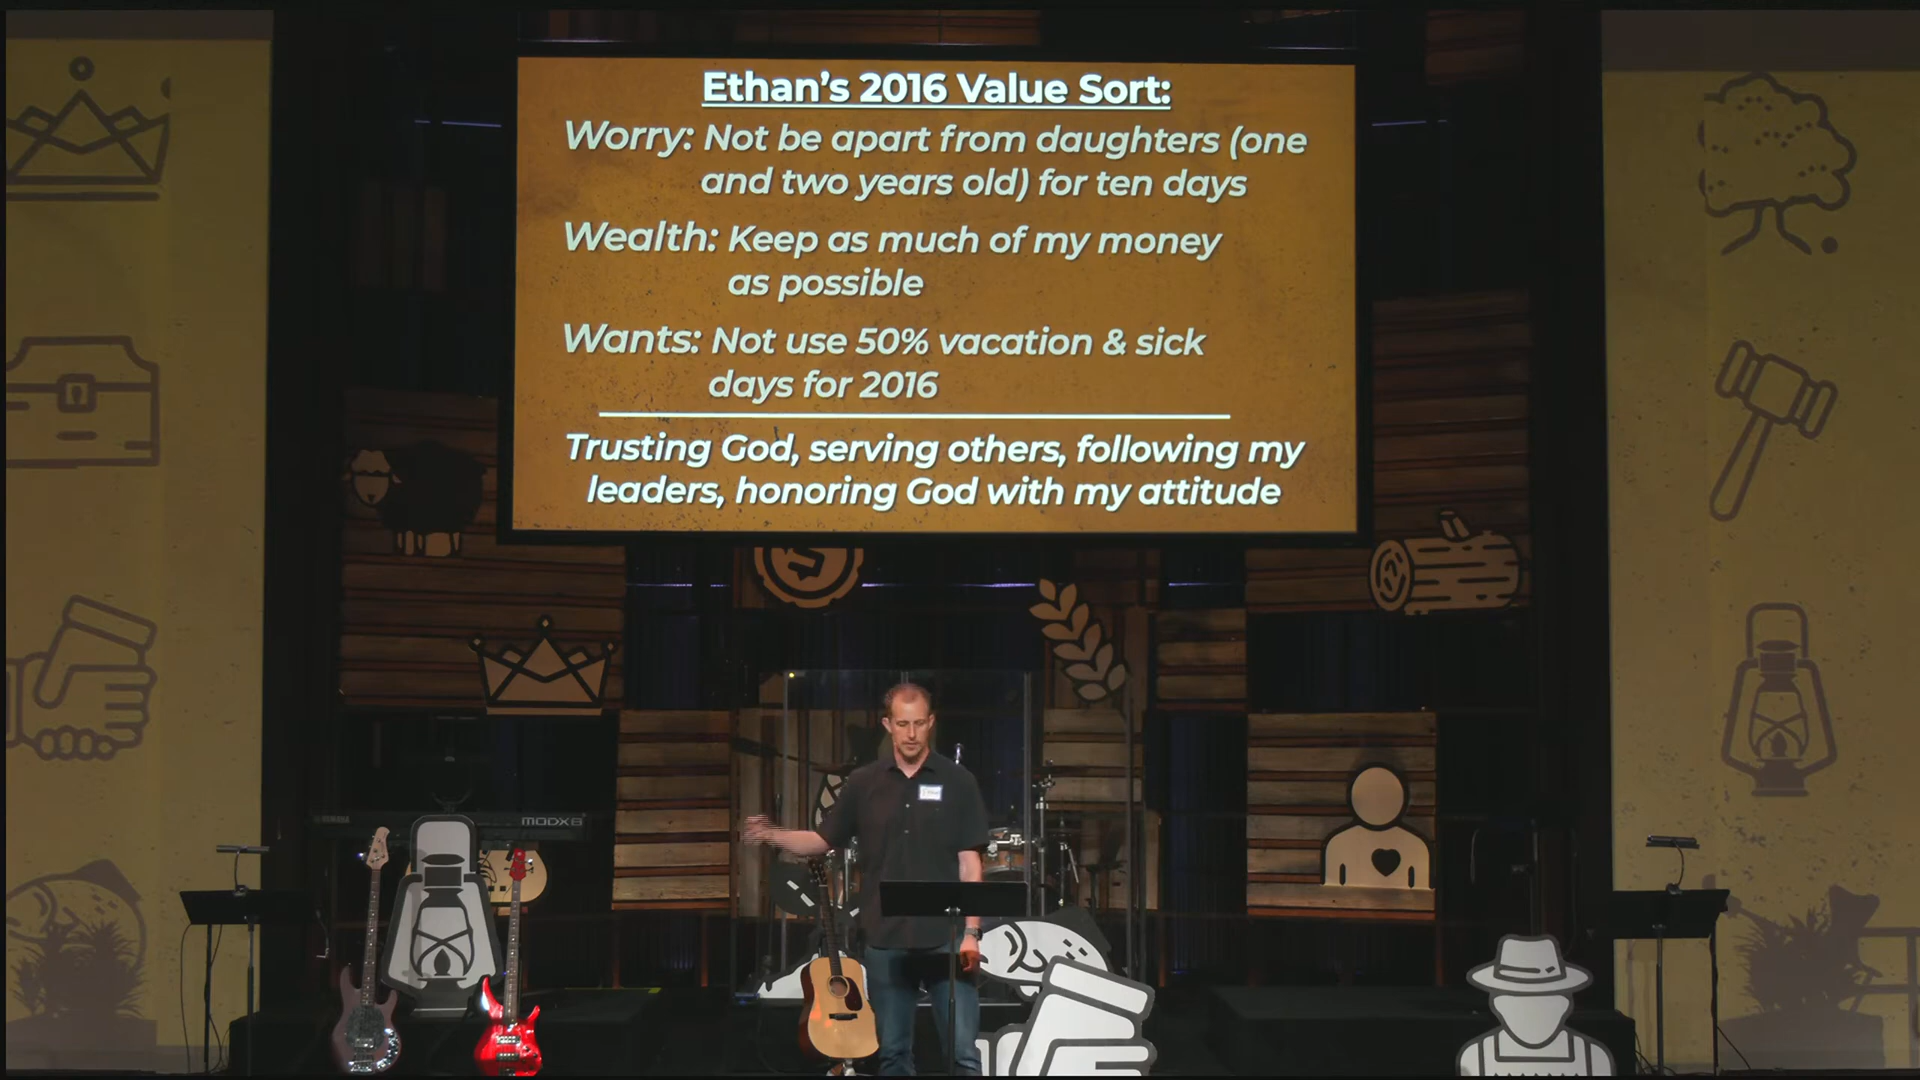 Ethan's 2016 Value Sort:
Worry: Not be apart from daughters (one
and two years old) for ten days
Wealth: Keep as much of my money
as possible
Wants: Not use 50% vacation & sick
days for 2016
Trusting God, serving others, following my
leaders, honoring God with my attitude
YAMAHA
MODX8